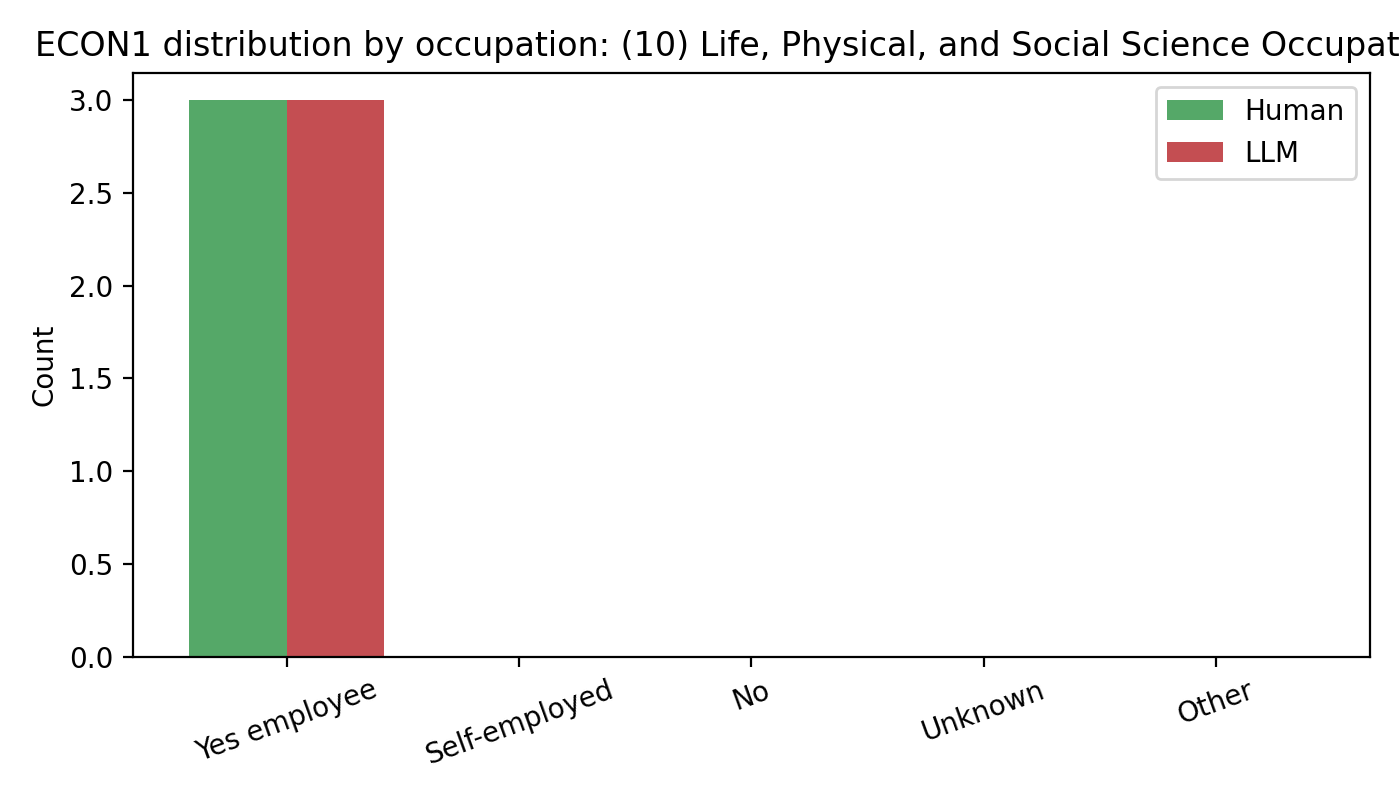 ECON1 distribution by occupation: (10) Life, Physical, and Social Science Occupat
Human
LLM
Count
3.0
2.5
2.0
1.5
1.0
0.5
0.0
Yes employee
Self-employed
No
Unknown
Other